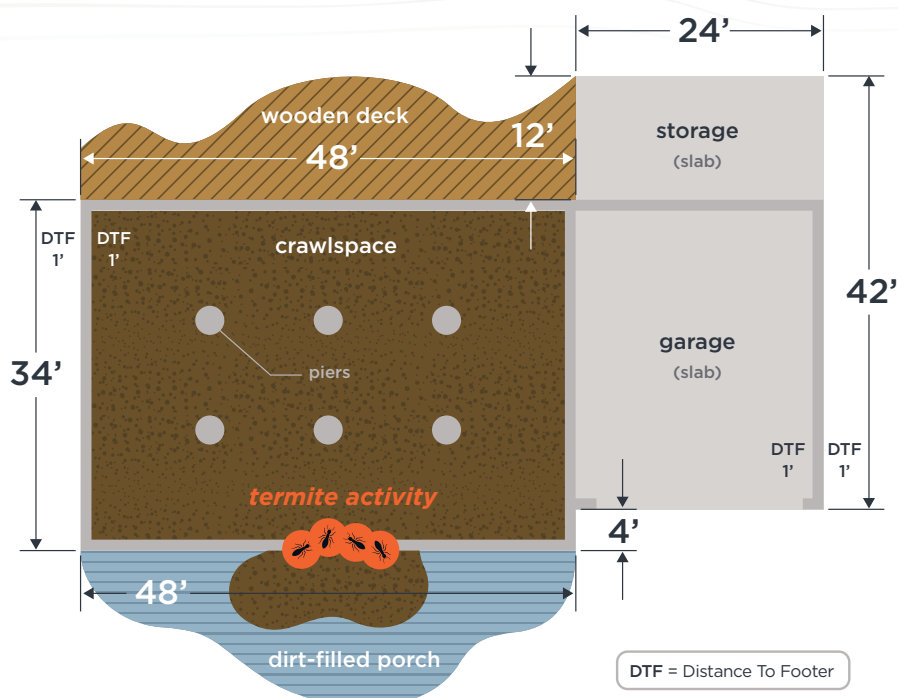 24’
wooden deck
12’
48’
storage
(slab)
DTF
1’
DTF
1’
crawlspace
42’
garage
(slab)
34’
piers
DTF
1’
DTF
1’
termite activity
4’
48’
dirt-filled porch
DTF = Distance To Footer